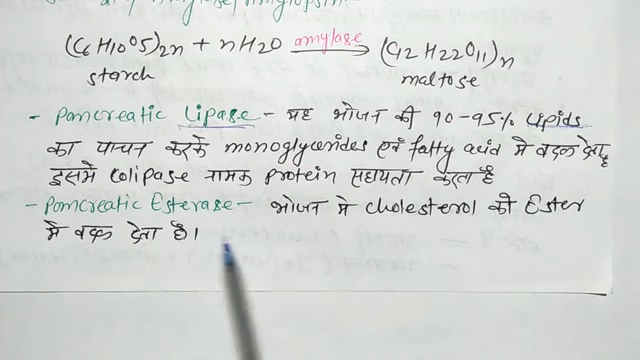 (C6H10O5)2n + nH2O amylase→ (C12H22O11)n
starch maltose
- Pancreatic Lipase - यह भोजन की 90-95% Lipids
का पाचन करके monoglycerides एवं fatty acid मे बदल देता है
इसमे colipase नामक protein सहायता करता है
- Pancreatic Esterase - भोजन मे cholesterol को Ester
मे बदल देता है।